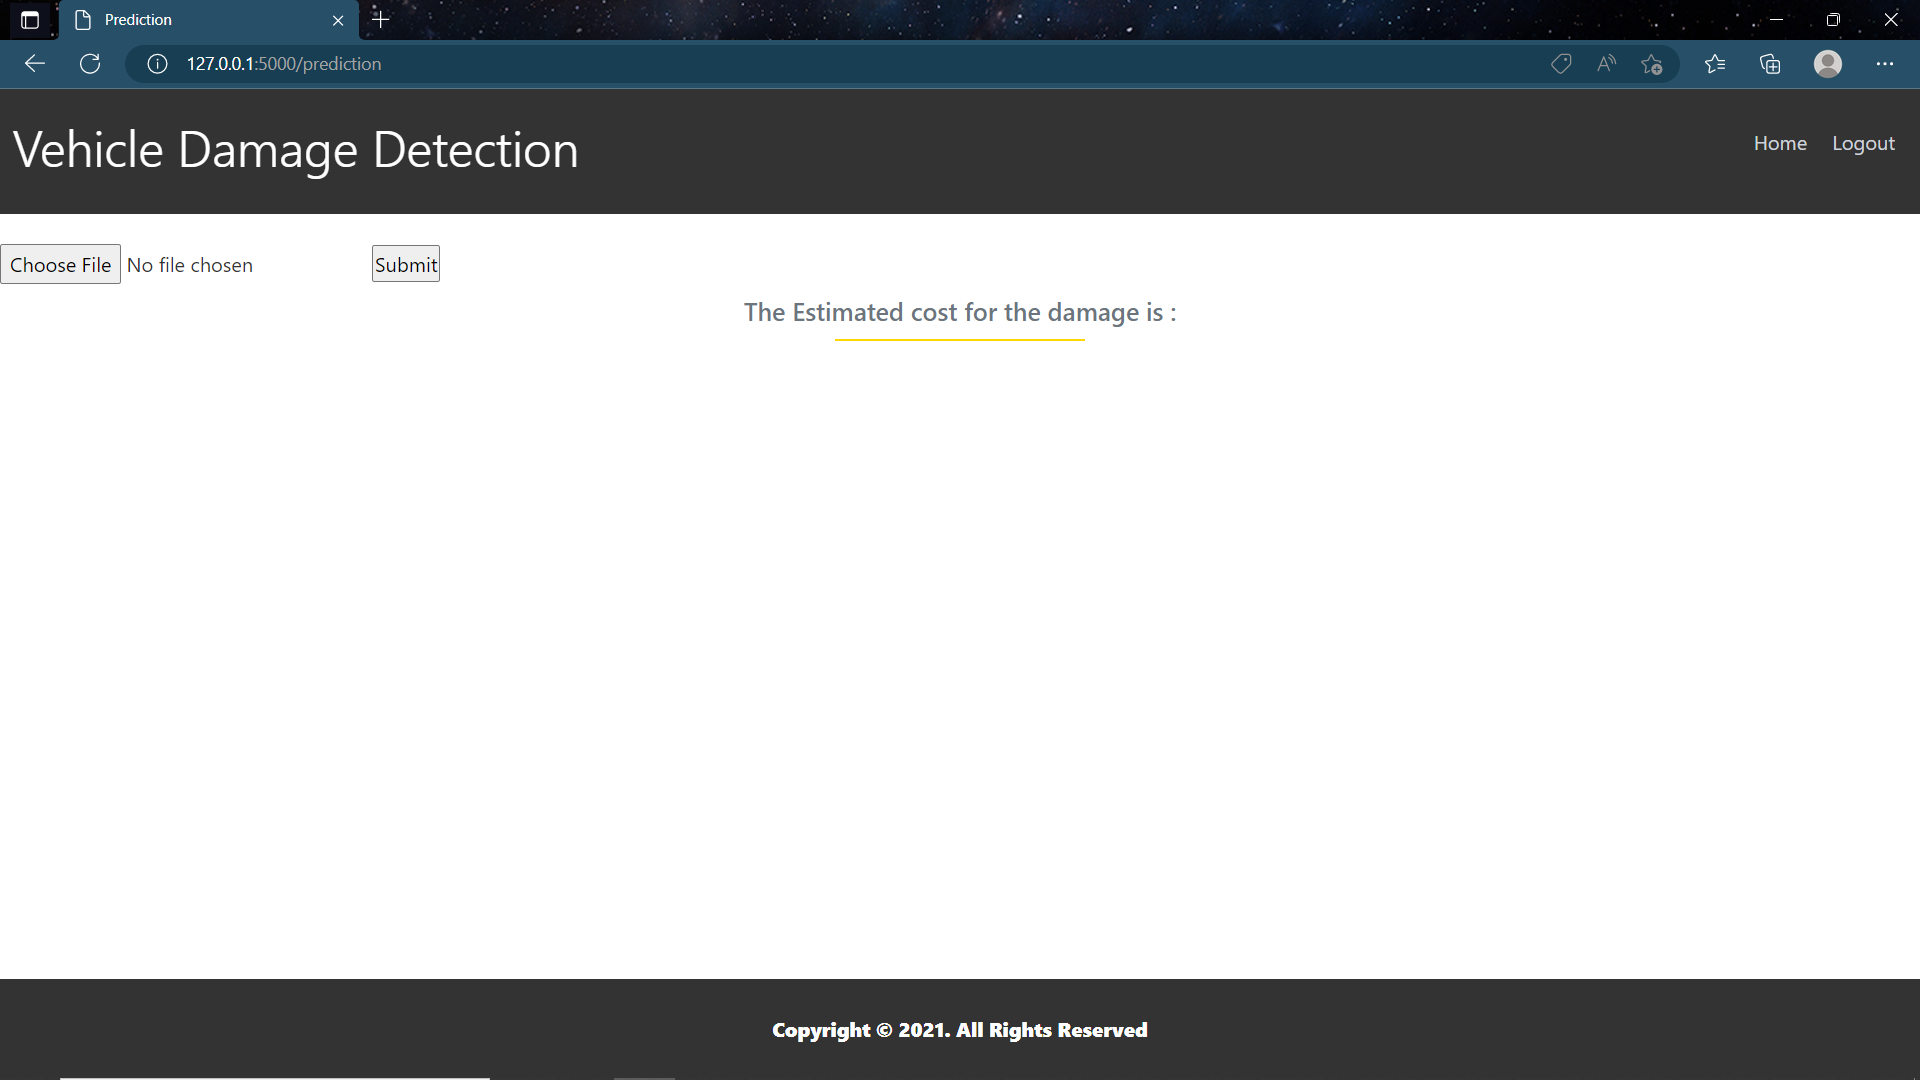 Prediction
127.0.0.1:5000/prediction
Vehicle Damage Detection
Home Logout
Choose File No file chosen Submit
The Estimated cost for the damage is :
Copyright © 2021. All Rights Reserved